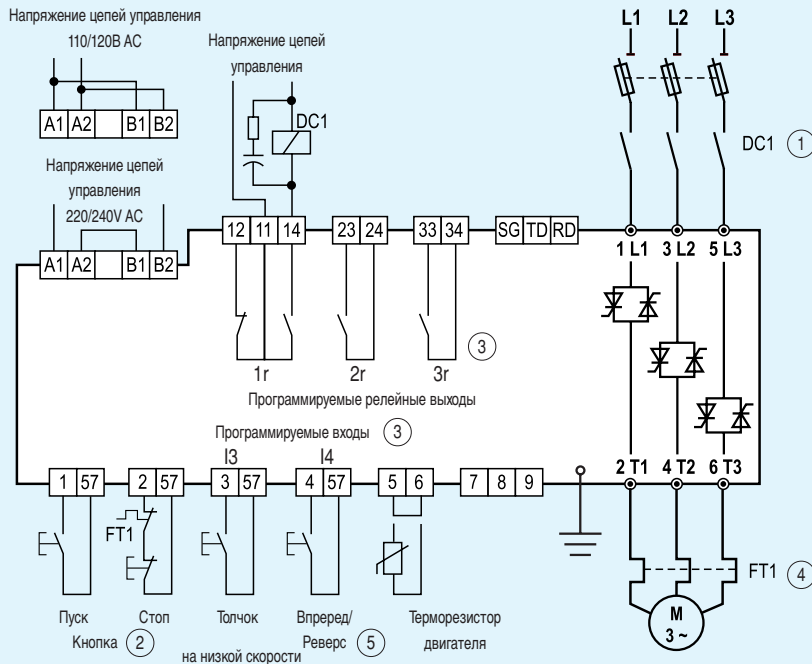 Напряжение цепей управления
110/120В AC
A1 A2 B1 B2
Напряжение цепей
управления
220/240V AC
A1 A2 B1 B2
Напряжение цепей
управления
DC1
L1 L2 L3
DC1 1
12 11 14 23 24 33 34 SG TD RD
1 L1 3 L2 5 L3
1r 2r 3r 3
Программируемые релейные выходы
Программируемые входы 3
I3 I4
2 T1 4 T2 6 T3
1 57 2 57 3 57 4 57 5 6 7 8 9
FT1
FT1 4
M
3 ~
Пуск Стоп Толчок Впреред/ Терморезистор
Кнопка 2 Реверс 5 двигателя
на низкой скорости